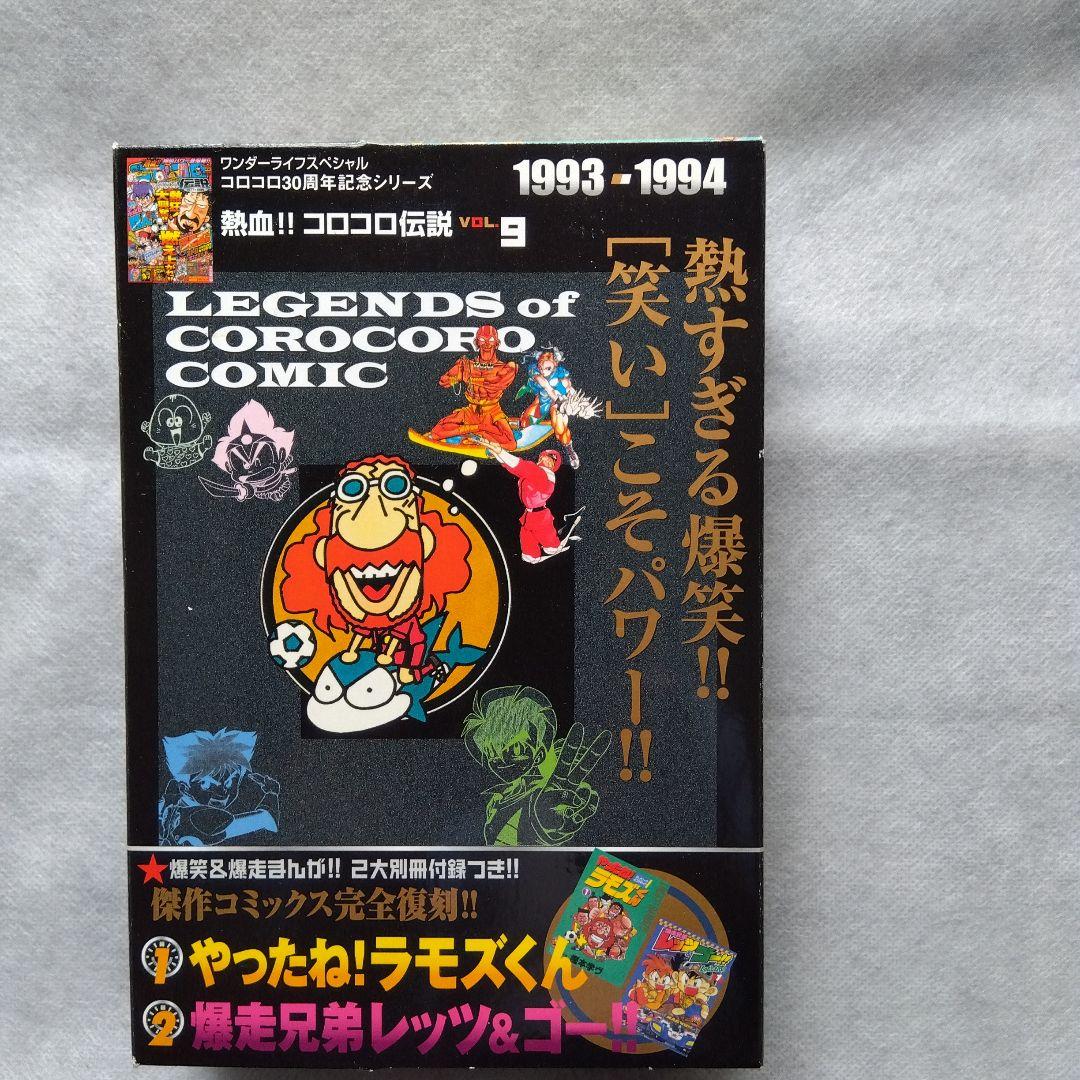 ワンダーライフスペシャル
コロコロ30周年記念シリーズ
1993-1994
熱血!! コロコロ伝説 VOL. 9
熱すぎる爆笑!!
[笑い]こそパワー!!
LEGENDS of
COROCORO
COMIC
★爆笑&爆走まんが!! 2大別冊付録つき!!
傑作コミックス完全復刻!!
1 やったね!ラモズくん
2 爆走兄弟レッツ&ゴー!!